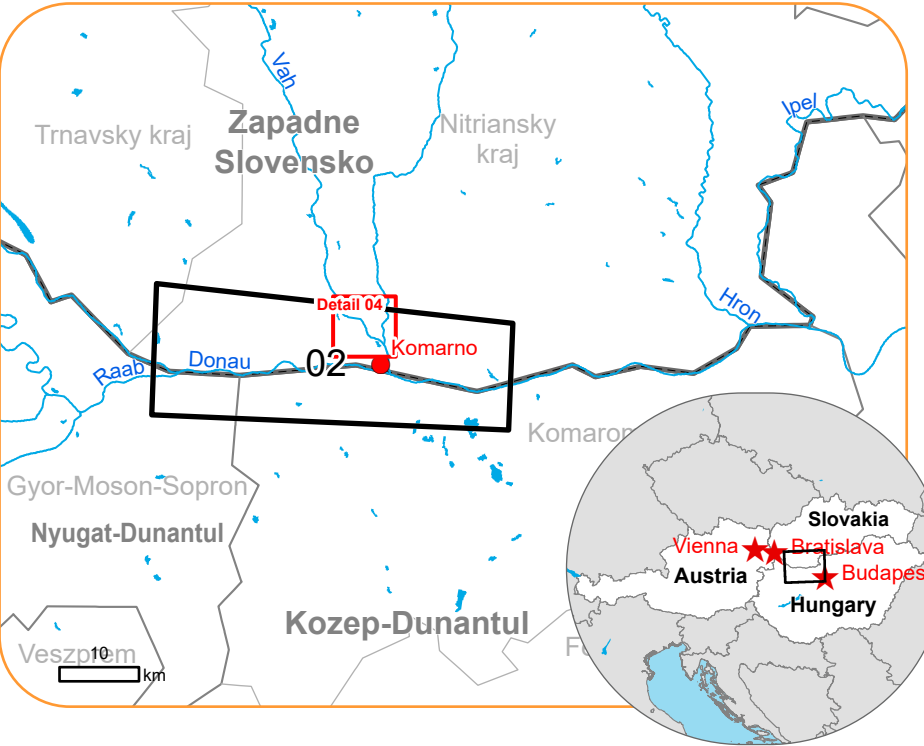 Vah
Ipel
Trnavsky kraj
Zapadne
Slovensko
Nitriansky
kraj
Detail 04
Hron
Komarno
02
Raab
Donau
Komarom
Gyor-Moson-Sopron
Nyugat-Dunantul
Kozep-Dunantul
Veszprem
10
km
Slovakia
Vienna
Bratislava
Austria
Budapes
Hungary